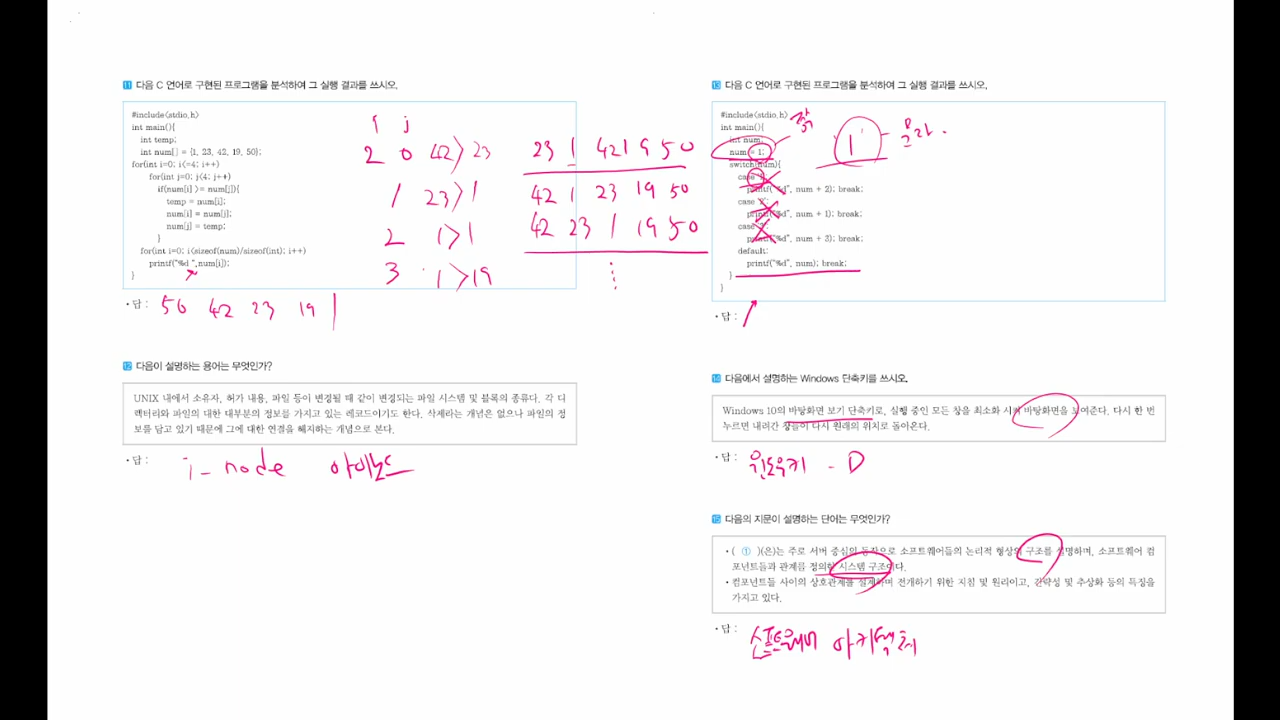 11 다음 C 언어로 구현된 프로그램을 분석하여 그 실행 결과를 쓰시오.
#include<stdio.h>
int main(){
int temp;
int num[ ] = {1, 23, 42, 19, 50};
for(int i=0; i<=4; i++)
for(int j=0; j<4; j++)
if(num[i] >= num[j]){
temp = num[i];
num[i] = num[j];
num[j] = temp;
}
for(int i=0; i<sizeof(num)/sizeof(int); i++)
printf("%d ",num[i]);
}
i j
2 0 42 > 23
1 23 > 1
2 1 > 1
3 1 > 19
23 1 42 19 50
42 1 23 19 50
42 23 1 19 50
⋮
• 답 : 50 42 23 19 1
12 다음이 설명하는 용어는 무엇인가?
UNIX 내에서 소유자, 허가 내용, 파일 등이 변경될 때 같이 변경되는 파일 시스템 및 블록의 종류다. 각 디
렉터리와 파일의 대한 대부분의 정보를 가지고 있는 레코드이기도 한다. 삭제라는 개념은 없으나 파일의 정
보를 담고 있기 때문에 그에 대한 연결을 해지하는 개념으로 본다.
• 답 : i-node 아이노드
13 다음 C 언어로 구현된 프로그램을 분석하여 그 실행 결과를 쓰시오.
#include<stdio.h>
int main(){
int num;
num = 1;
switch(num){
case
printf("%d", num + 2); break;
case
printf("%d", num + 1); break;
case
printf("%d", num + 3); break;
default:
printf("%d", num); break;
}
}
'1'
• 답 : 1
14 다음에서 설명하는 Windows 단축키를 쓰시오.
Windows 10의 바탕화면 보기 단축키로, 실행 중인 모든 창을 최소화 시켜 바탕화면을 보여준다. 다시 한 번
누르면 내려간 창들이 다시 원래의 위치로 돌아온다.
• 답 : 윈도우키 - D
15 다음의 지문이 설명하는 단어는 무엇인가?
• ( ① )(은)는 주로 서버 중심의 동작으로 소프트웨어들의 논리적 형상의 구조를 설명하며, 소프트웨어 컴
포넌트들과 관계를 정의한 시스템 구조이다.
• 컴포넌트들 사이의 상호관계를 설계하며 전개하기 위한 지침 및 원리이고, 간략성 및 추상화 등의 특징을
가지고 있다.
• 답 : 소프트웨어 아키텍처